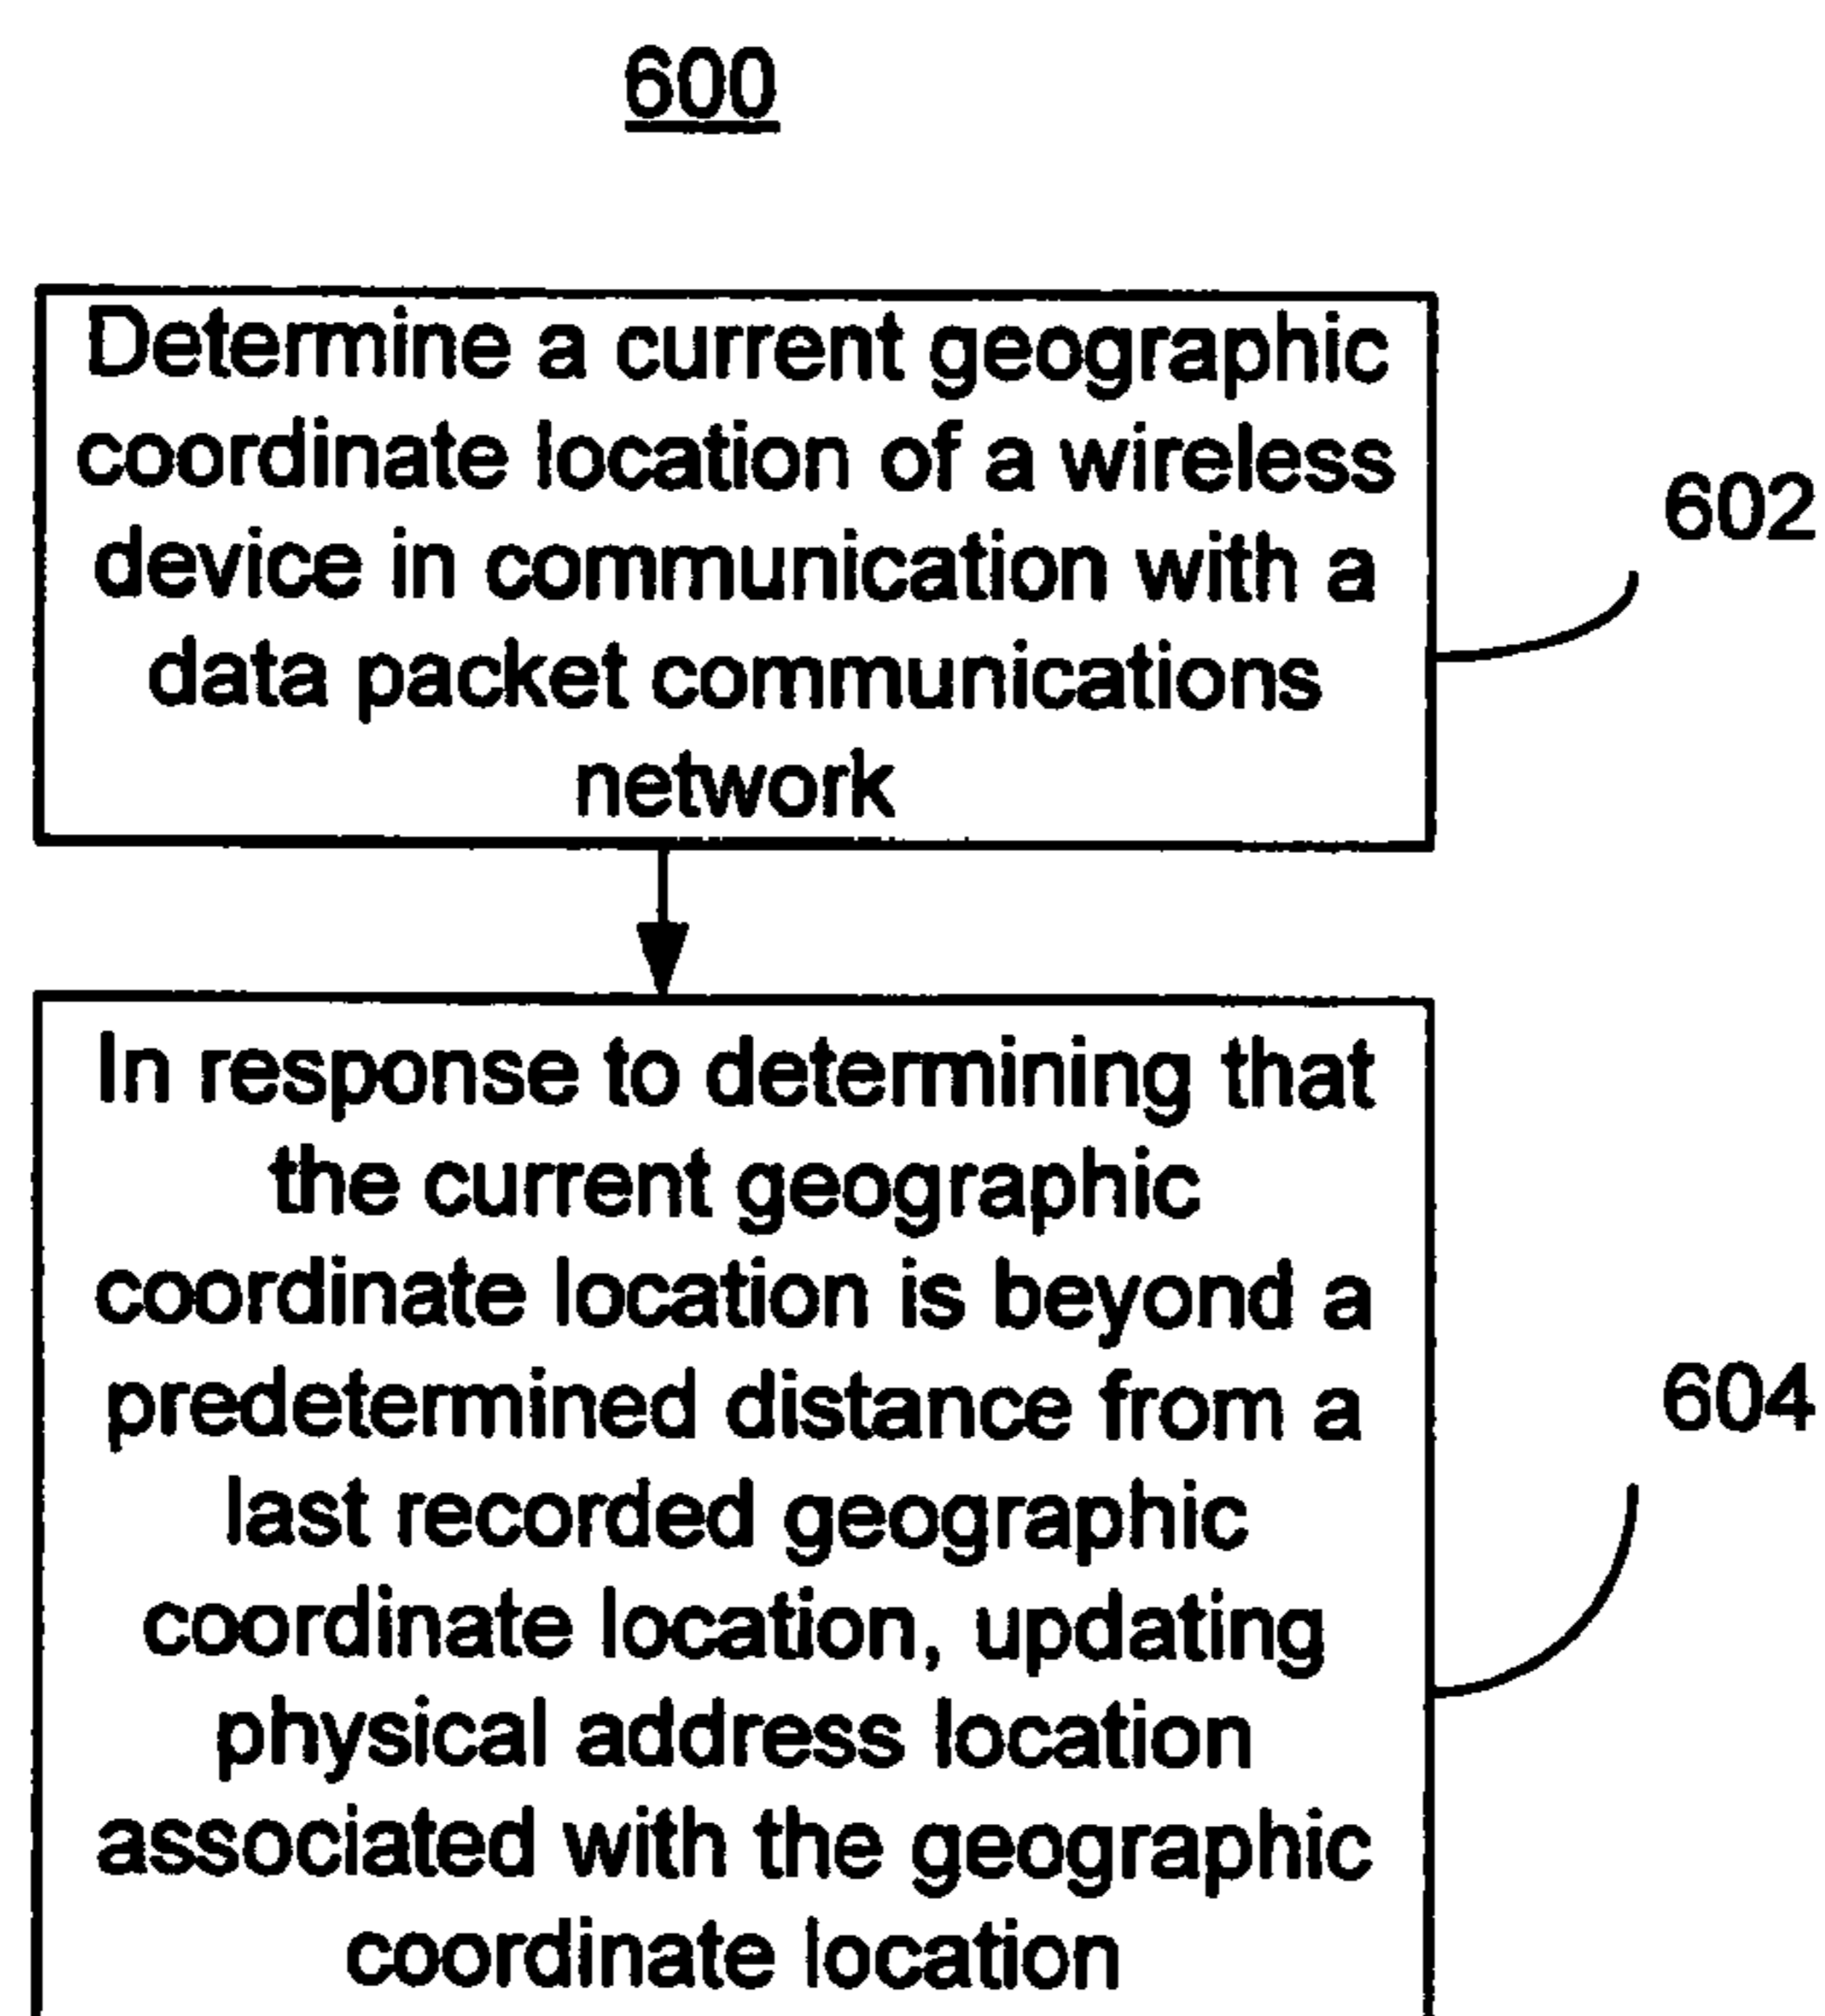 600
Determine a current geographic
coordinate location of a wireless
device in communication with a
data packet communications
network
602
In response to determining that
the current geographic
coordinate location is beyond a
predetermined distance from a
last recorded geographic
coordinate location, updating
physical address location
associated with the geographic
coordinate location
604